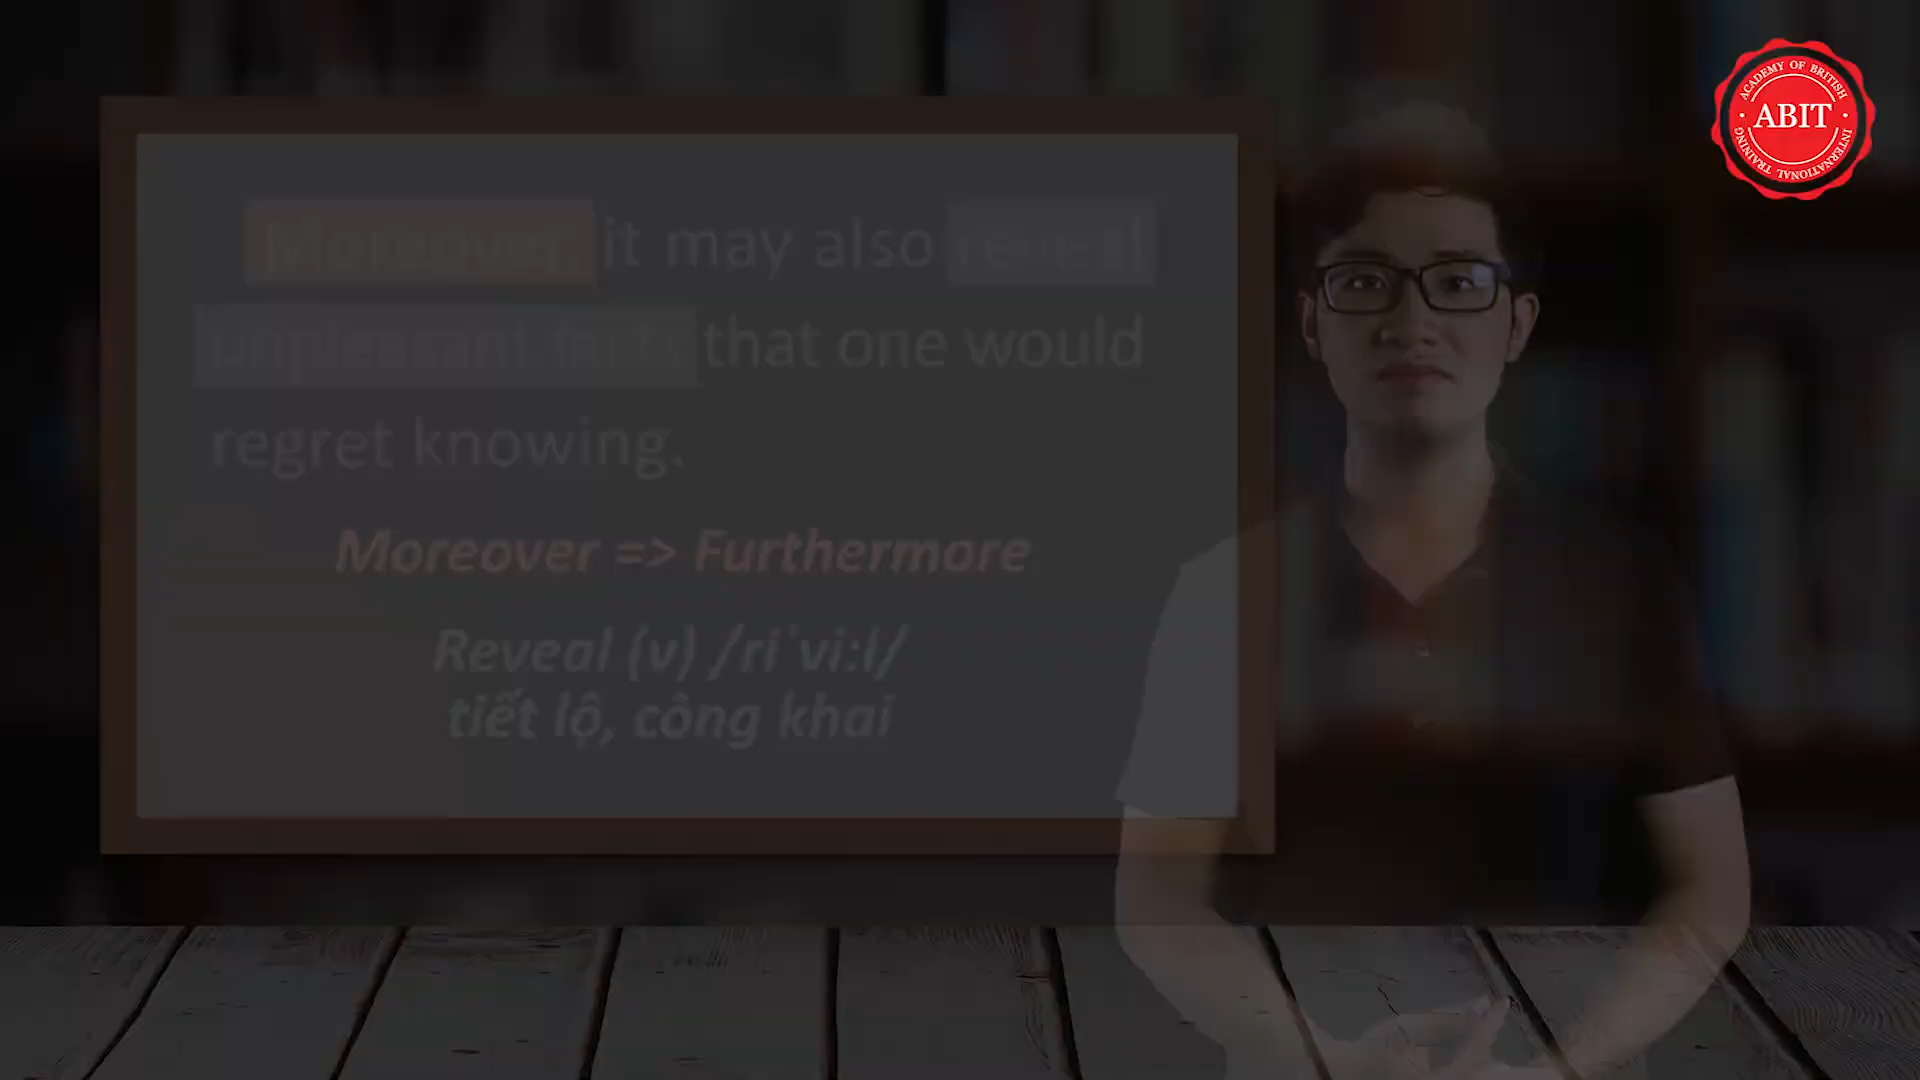 Moreover, it may also reveal
unpleasant facts that one would
regret knowing.
Moreover => Furthermore
Reveal (v) /riˈvi:l/
tiết lộ, công khai
ACADEMY OF BRITISH
ABIT
INTERNATIONAL TRAINING